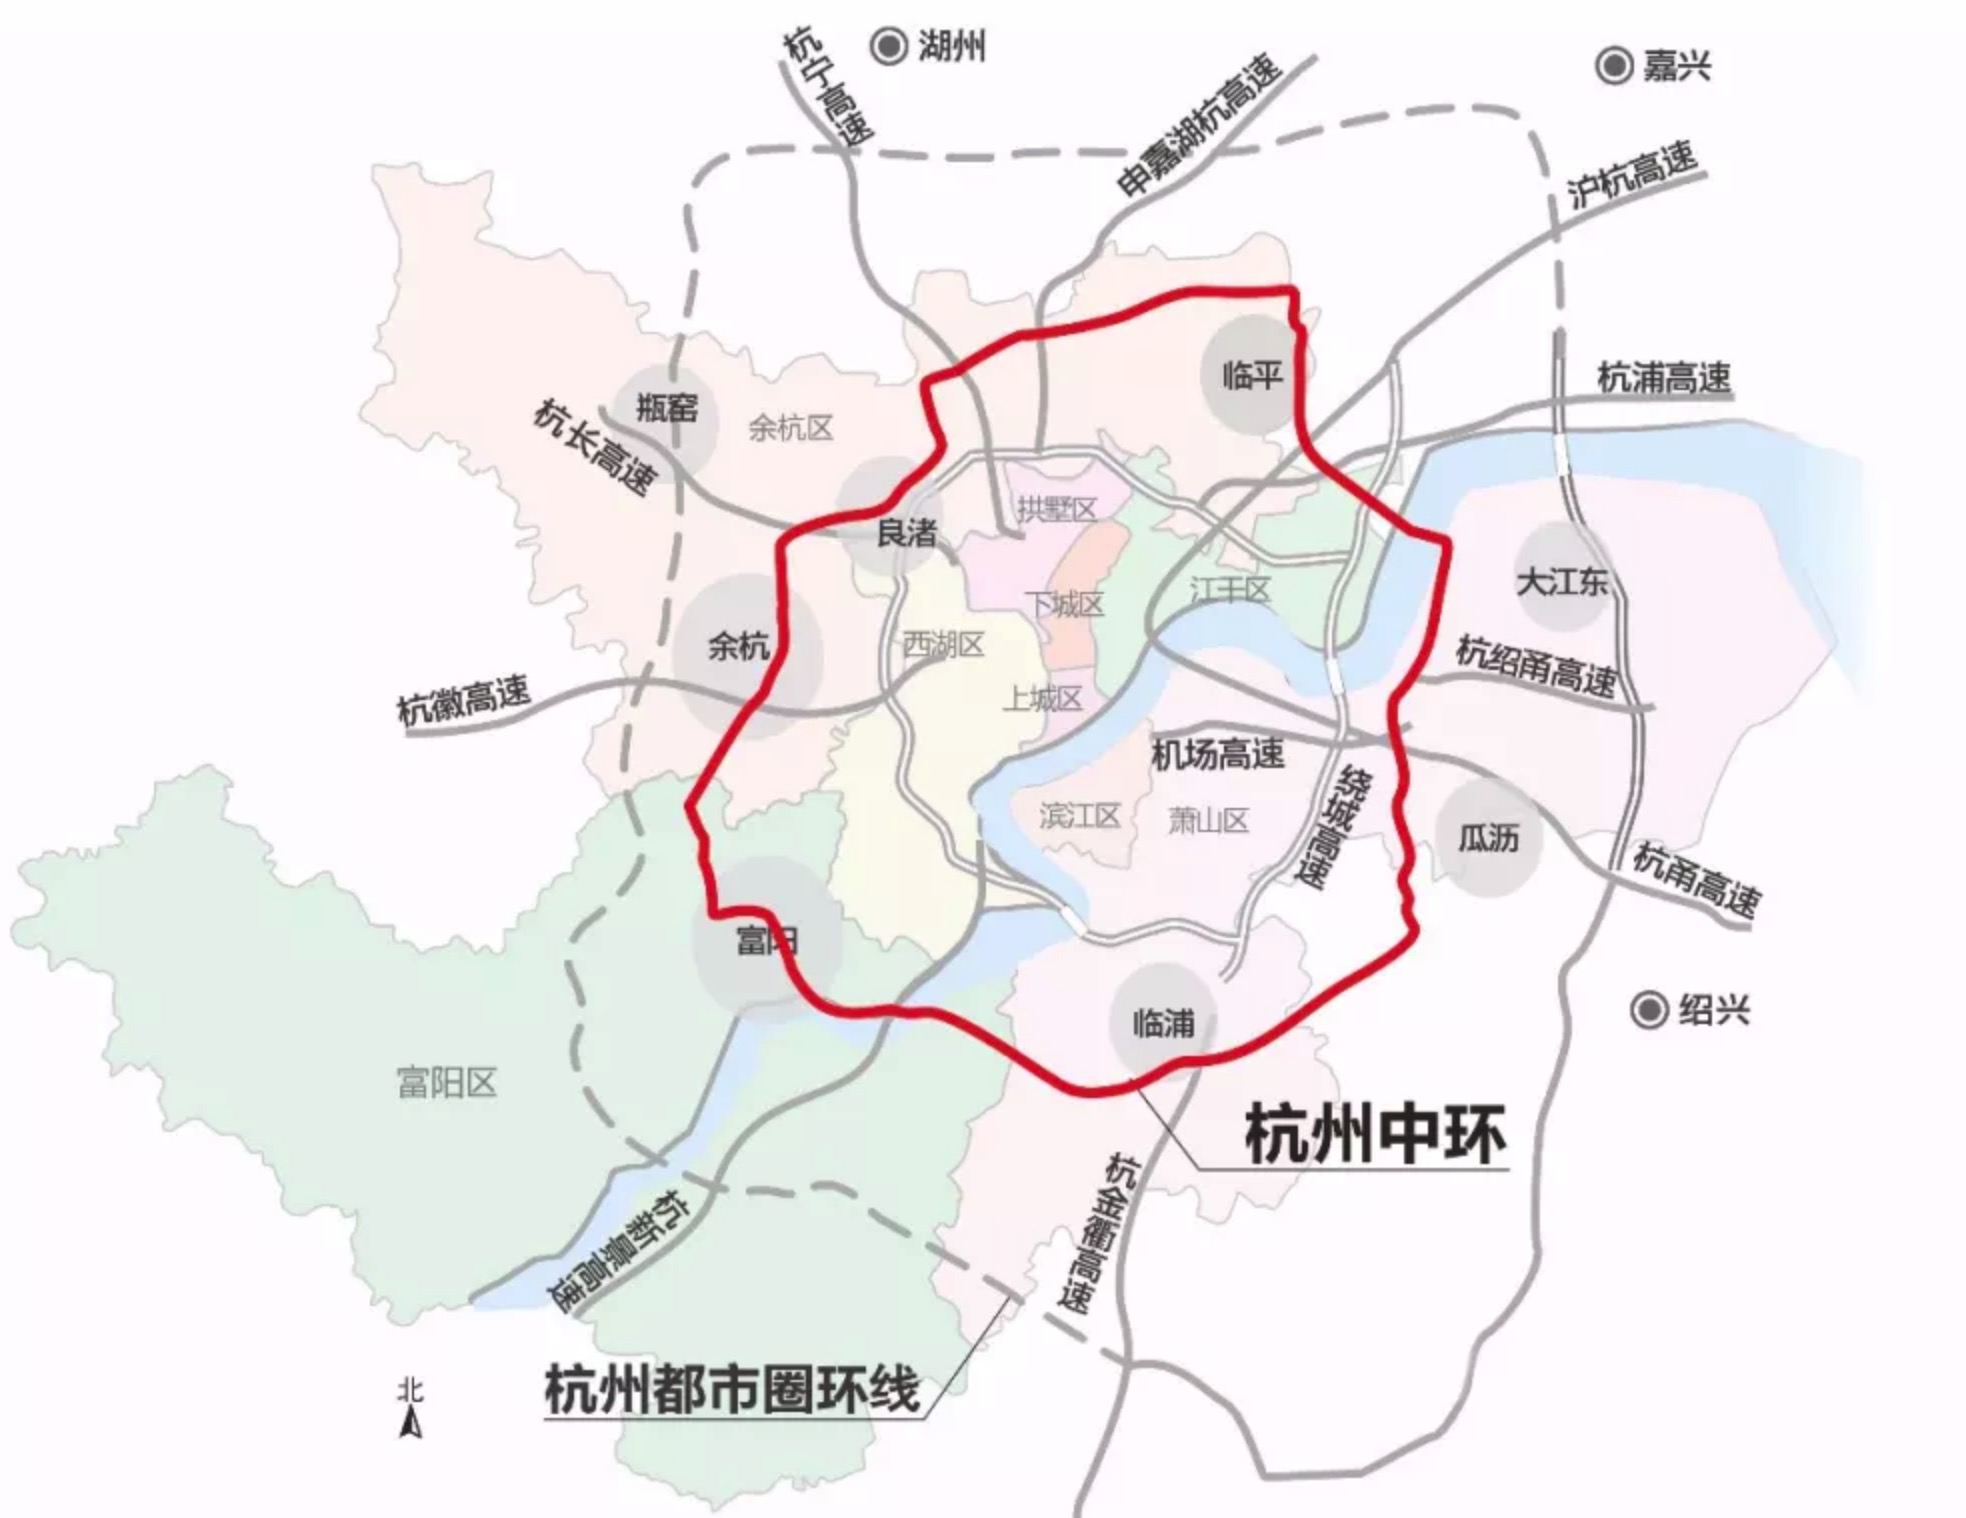 湖州
嘉兴
杭宁高速
申嘉湖杭高速
沪杭高速
杭浦高速
临平
瓶窑
余杭区
杭长高速
拱墅区
良渚
大江东
江干区
下城区
余杭
西湖区
杭绍甬高速
杭徽高速
上城区
机场高速
绕城高速
滨江区
萧山区
瓜沥
杭甬高速
富阳
临浦
绍兴
富阳区
杭州中环
杭金衢高速
杭新景高速
杭州都市圈环线
北